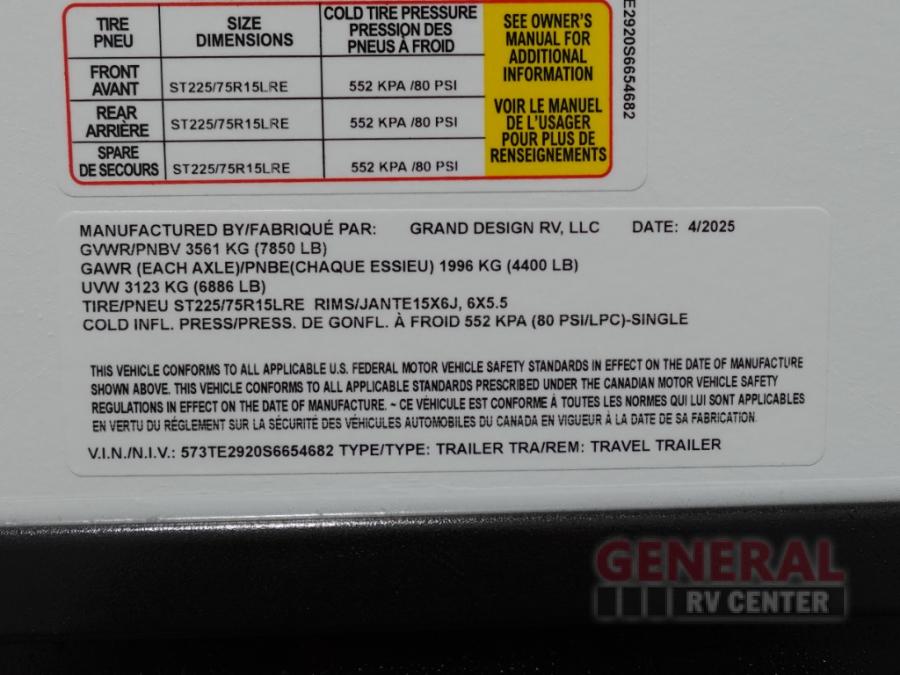 TIRE PNEU
SIZE DIMENSIONS
COLD TIRE PRESSURE
PRESSION DES
PNEUS À FROID
SEE OWNER'S
MANUAL FOR
ADDITIONAL
INFORMATION
FRONT AVANT ST225/75R15LRE 552 KPA /80 PSI
REAR ARRIÈRE ST225/75R15LRE 552 KPA /80 PSI
SPARE DE SECOURS ST225/75R15LRE 552 KPA /80 PSI
VOIR LE MANUEL
DE L'USAGER
POUR PLUS DE
RENSEIGNEMENTS
E2920S6654682
MANUFACTURED BY/FABRIQUÉ PAR: GRAND DESIGN RV, LLC DATE: 4/2025
GVWR/PNBV 3561 KG (7850 LB)
GAWR (EACH AXLE)/PNBE(CHAQUE ESSIEU) 1996 KG (4400 LB)
UVW 3123 KG (6886 LB)
TIRE/PNEU ST225/75R15LRE RIMS/JANTE15X6J, 6X5.5
COLD INFL. PRESS/PRESS. DE GONFL. À FROID 552 KPA (80 PSI/LPC)-SINGLE
THIS VEHICLE CONFORMS TO ALL APPLICABLE U.S. FEDERAL MOTOR VEHICLE SAFETY STANDARDS IN EFFECT ON THE DATE OF MANUFACTURE
SHOWN ABOVE. THIS VEHICLE CONFORMS TO ALL APPLICABLE STANDARDS PRESCRIBED UNDER THE CANADIAN MOTOR VEHICLE SAFETY
REGULATIONS IN EFFECT ON THE DATE OF MANUFACTURE. ~ CE VÉHICULE EST CONFORME À TOUTES LES NORMES QUI LUI SONT APPLICABLES
EN VERTU DU RÉGLEMENT SUR LA SÉCURITÉ DES VÉHICULES AUTOMOBILES DU CANADA EN VIGUEUR À LA DATE DE SA FABRICATION.
V.I.N./N.I.V.: 573TE2920S6654682 TYPE/TYPE: TRAILER TRA/REM: TRAVEL TRAILER
GENERAL
RV CENTER